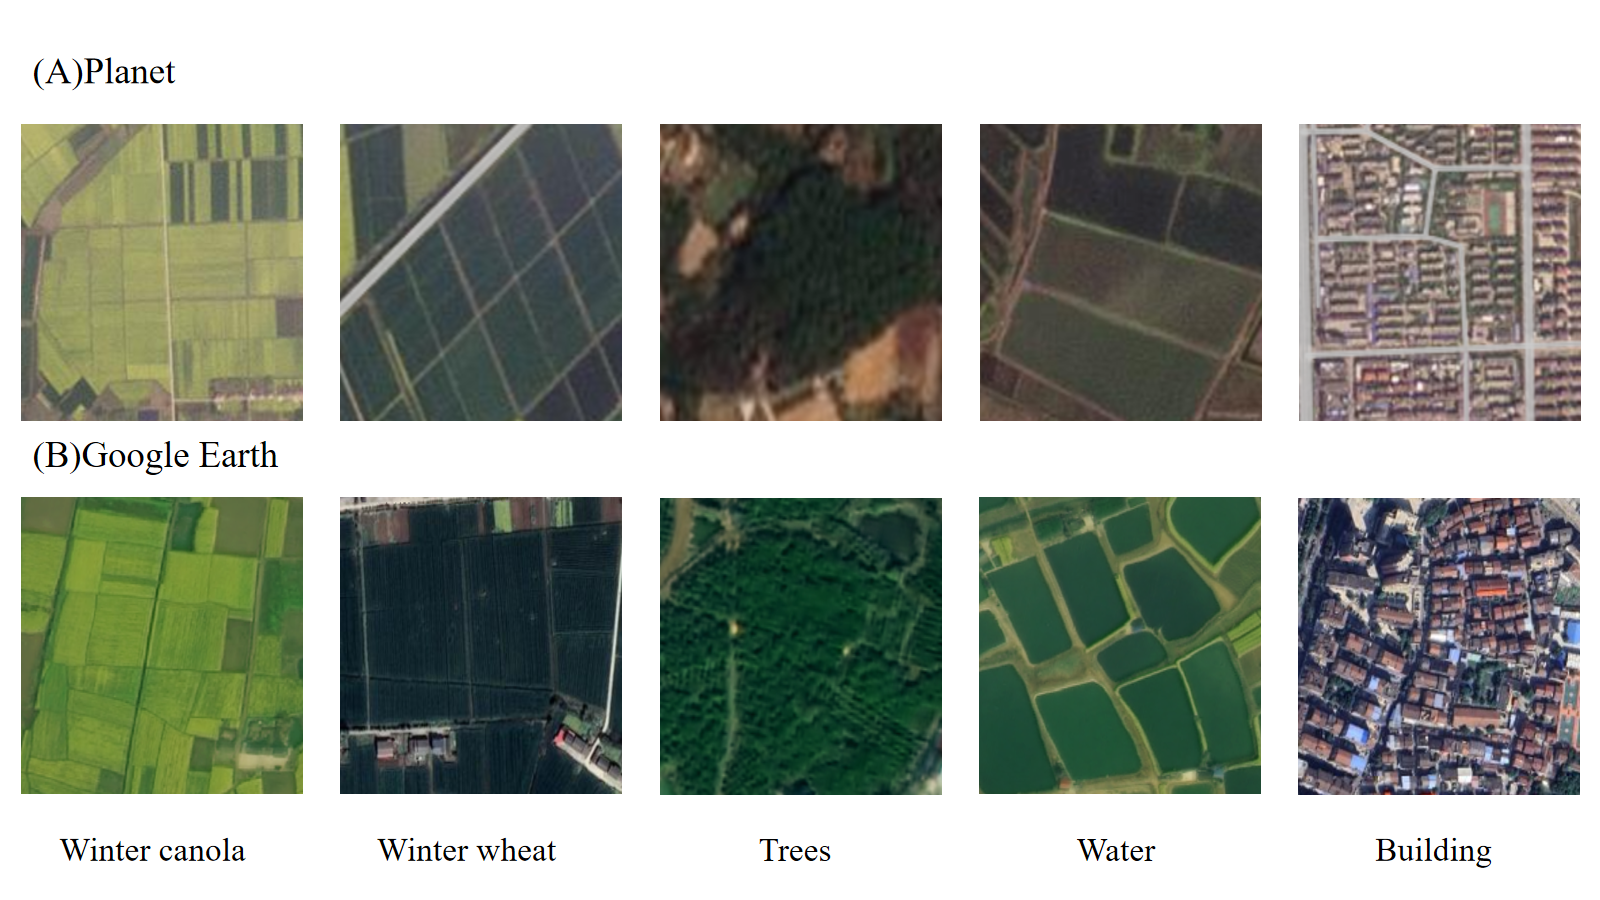 (A)Planet
(B)Google Earth
Winter canola
Winter wheat
Trees
Water
Building